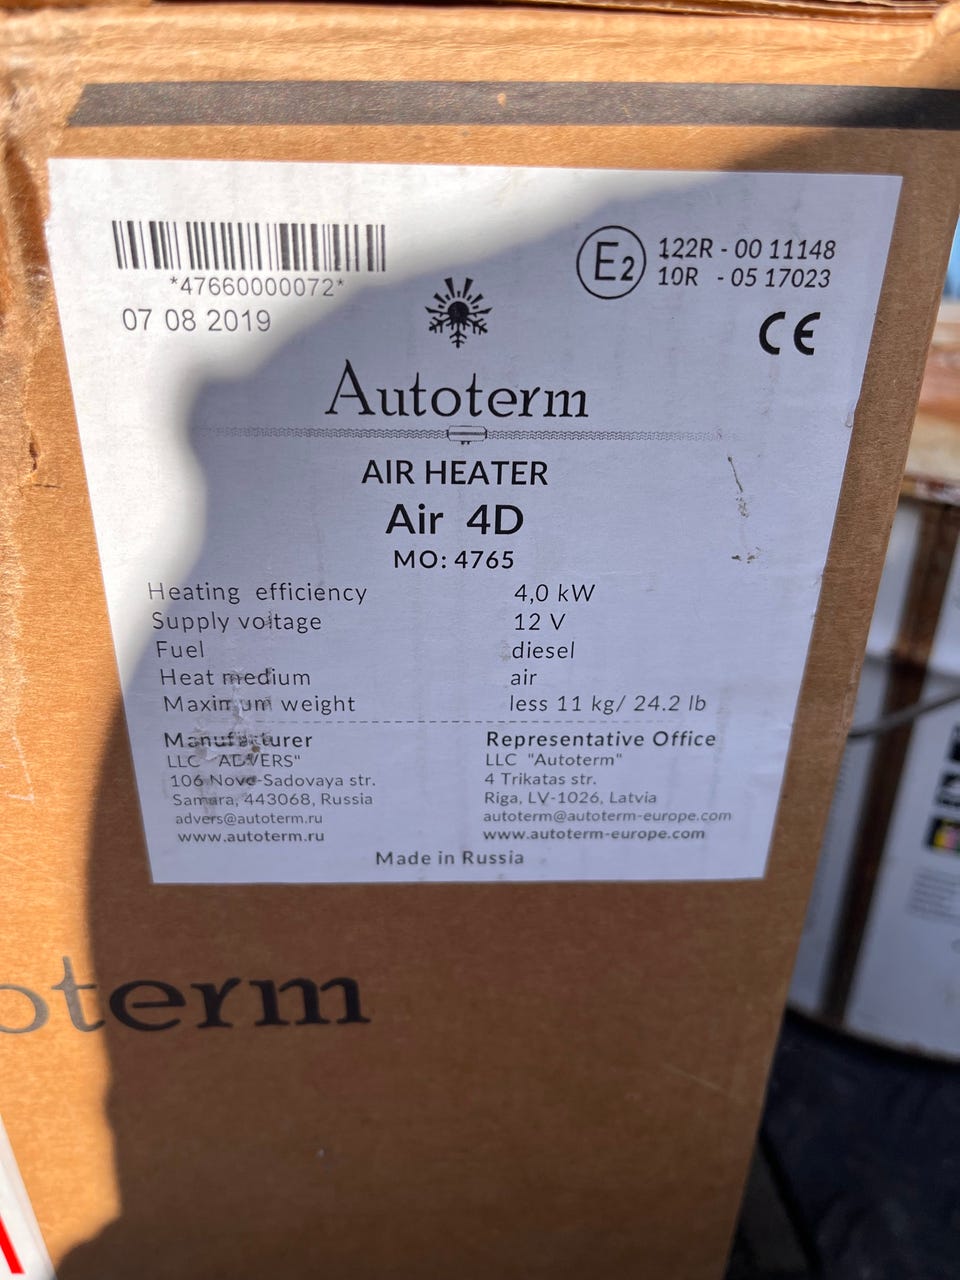 *47660000072*
07 08 2019
E2
122R - 00 11148
10R - 05 17023
CE
Autoterm
AIR HEATER
Air 4D
MO: 4765
Heating efficiency 4,0 kW
Supply voltage 12 V
Fuel diesel
Heat medium air
Maximum weight less 11 kg/ 24.2 lb
Manufacturer
LLC "ADVERS"
106 Novo-Sadovaya str.
Samara, 443068, Russia
advers@autoterm.ru
www.autoterm.ru
Representative Office
LLC "Autoterm"
4 Trikatas str.
Riga, LV-1026, Latvia
autoterm@autoterm-europe.com
www.autoterm-europe.com
Made in Russia
oterm